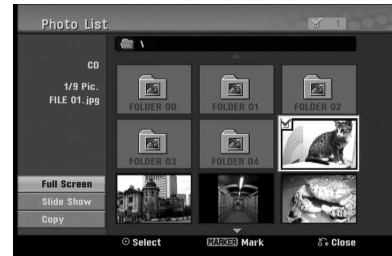 Photo List
1
\
CD
1/9 Pic.
FILE 01.jpg
FOLDER 00
FOLDER 01
FOLDER 02
FOLDER 03
FOLDER 04
Full Screen
Slide Show
Copy
Select
MARKER Mark
Close